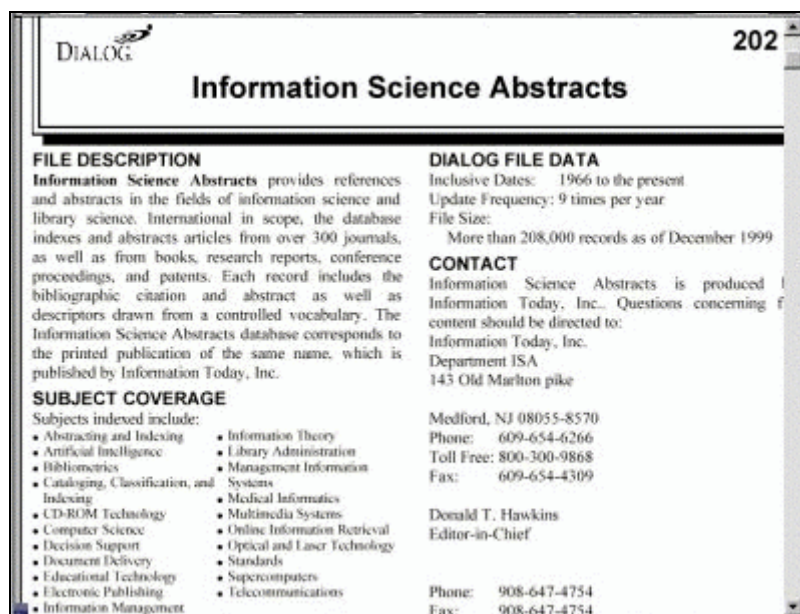 DIALOG
202
Information Science Abstracts
FILE DESCRIPTION
Information Science Abstracts provides references
and abstracts in the fields of information science and
library science. International in scope, the database
indexes and abstracts articles from over 300 journals,
as well as from books, research reports, conference
proceedings, and patents. Each record includes the
bibliographic citation and abstract as well as
descriptors drawn from a controlled vocabulary. The
Information Science Abstracts database corresponds to
the printed publication of the same name, which is
published by Information Today, Inc.
SUBJECT COVERAGE
Subjects indexed include:
• Abstracting and Indexing
• Artificial Intelligence
• Bibliometrics
• Cataloging, Classification, and
Indexing
• CD-ROM Technology
• Computer Science
• Decision Support
• Document Delivery
• Educational Technology
• Electronic Publishing
• Information Management
• Information Theory
• Library Administration
• Management Information
Systems
• Medical Informatics
• Multimedia Systems
• Online Information Retrieval
• Optical and Laser Technology
• Standards
• Supercomputers
• Telecommunications
DIALOG FILE DATA
Inclusive Dates: 1966 to the present
Update Frequency: 9 times per year
File Size:
More than 208,000 records as of December 1999
CONTACT
Information Science Abstracts is produced
Information Today, Inc.. Questions concerning
content should be directed to:
Information Today, Inc.
Department ISA
143 Old Marlton pike
Medford, NJ 08055-8570
Phone: 609-654-6266
Toll Free: 800-300-9868
Fax: 609-654-4309
Donald T. Hawkins
Editor-in-Chief
Phone: 908-647-4754
Fax: 908-647-4754